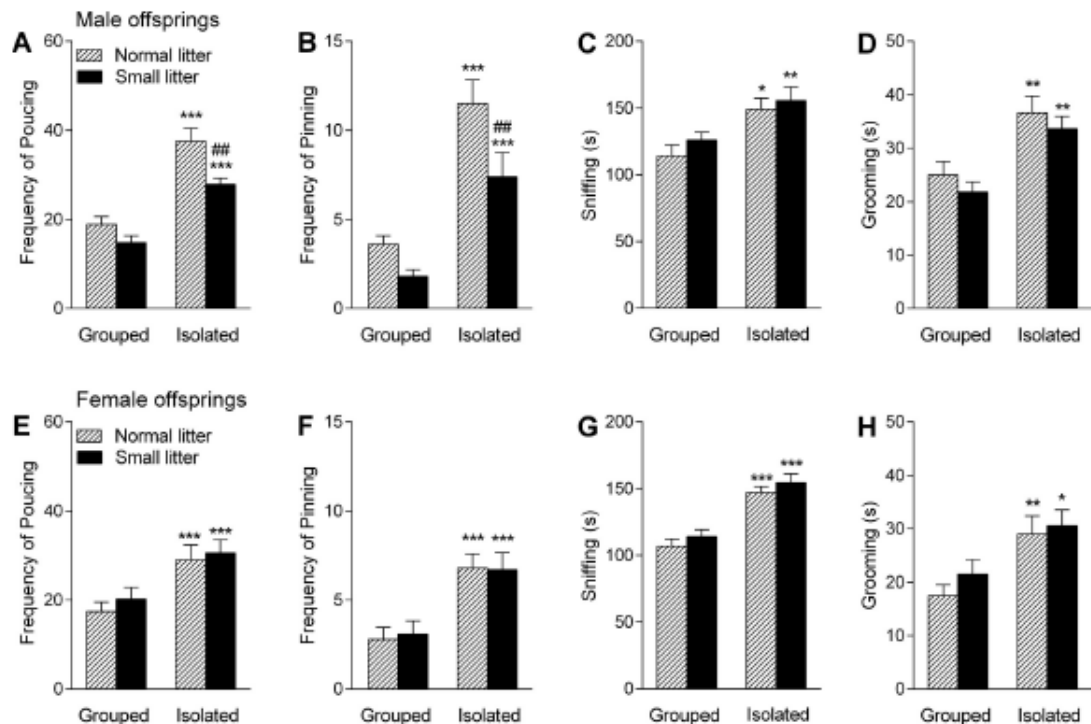 Male offsprings
A
60
40
20
0
Frequency of Poucing
Normal litter
Small litter
***
##
***
Grouped
Isolated
B
15
10
5
0
Frequency of Pinning
***
##
***
Grouped
Isolated
C
200
150
100
50
0
Sniffing (s)
*
**
Grouped
Isolated
D
50
40
30
20
10
0
Grooming (s)
**
**
Grouped
Isolated
Female offsprings
E
60
40
20
0
Frequency of Poucing
Normal litter
Small litter
***
***
Grouped
Isolated
F
15
10
5
0
Frequency of Pinning
***
***
Grouped
Isolated
G
200
150
100
50
0
Sniffing (s)
***
***
Grouped
Isolated
H
50
40
30
20
10
0
Grooming (s)
**
*
Grouped
Isolated